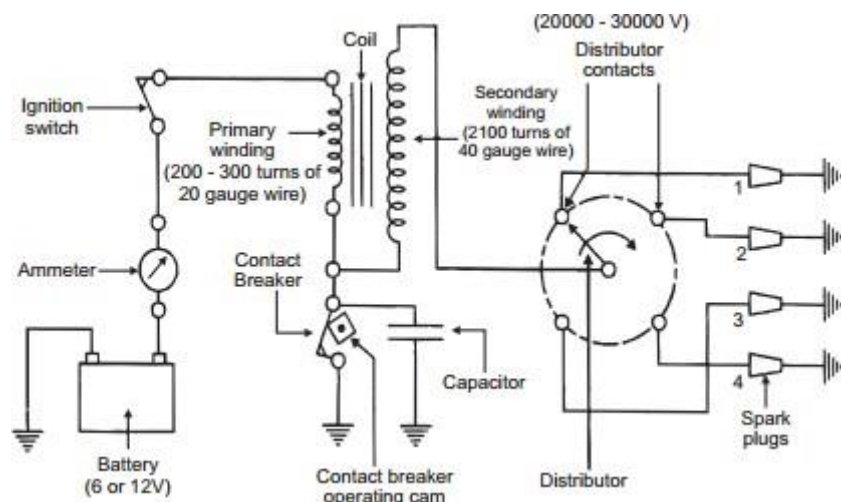 (20000 - 30000 V)
Coil
Distributor
contacts
Ignition
switch
Primary
winding
(200 - 300 turns of
20 gauge wire)
Secondary
winding
(2100 turns of
40 gauge wire)
1
2
3
4
Ammeter
Contact
Breaker
Capacitor
Spark
plugs
Battery
(6 or 12V)
Contact breaker
operating cam
Distributor